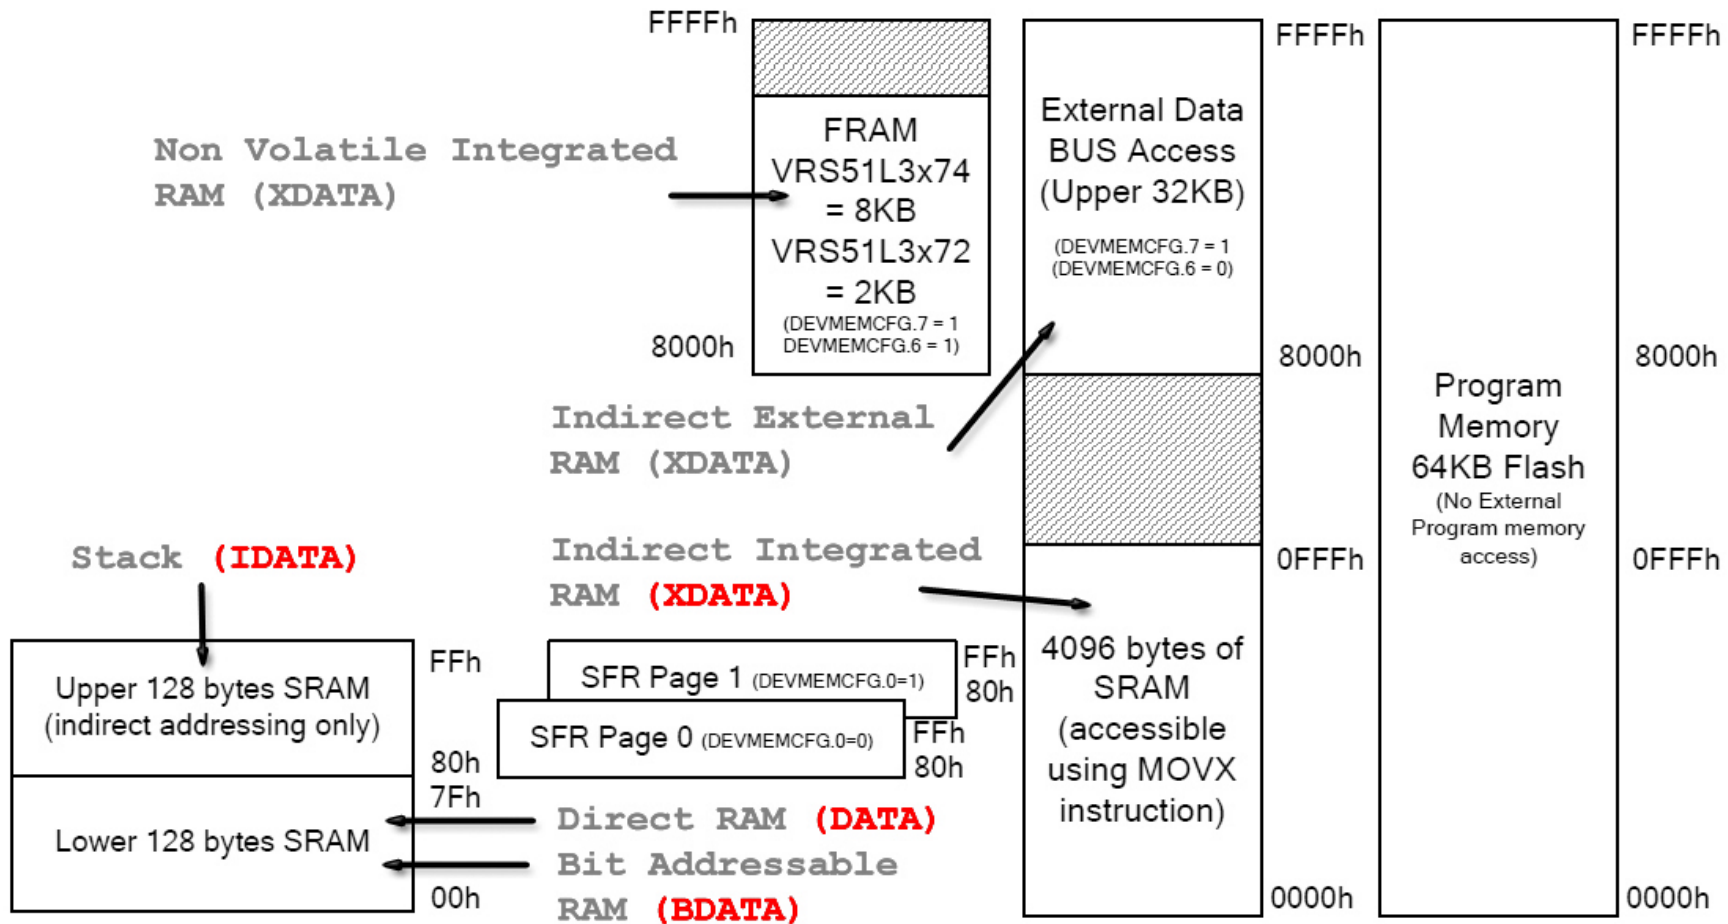 FFFFh
FRAM
VRS51L3x74
= 8KB
VRS51L3x72
= 2KB
(DEVMEMCFG.7 = 1
DEVMEMCFG.6 = 1)
8000h
Non Volatile Integrated
RAM (XDATA)
External Data
BUS Access
(Upper 32KB)
(DEVMEMCFG.7 = 1
(DEVMEMCFG.6 = 0)
FFFFh
8000h
0FFFh
0000h
Program
Memory
64KB Flash
(No External
Program memory
access)
FFFFh
8000h
0FFFh
0000h
Indirect External
RAM (XDATA)
Indirect Integrated
RAM (XDATA)
4096 bytes of
SRAM
(accessible
using MOVX
instruction)
Stack (IDATA)
Upper 128 bytes SRAM
(indirect addressing only)
FFh
80h
7Fh
Lower 128 bytes SRAM
00h
SFR Page 1 (DEVMEMCFG.0=1)
FFh
80h
SFR Page 0 (DEVMEMCFG.0=0)
FFh
80h
Direct RAM (DATA)
Bit Addressable
RAM (BDATA)